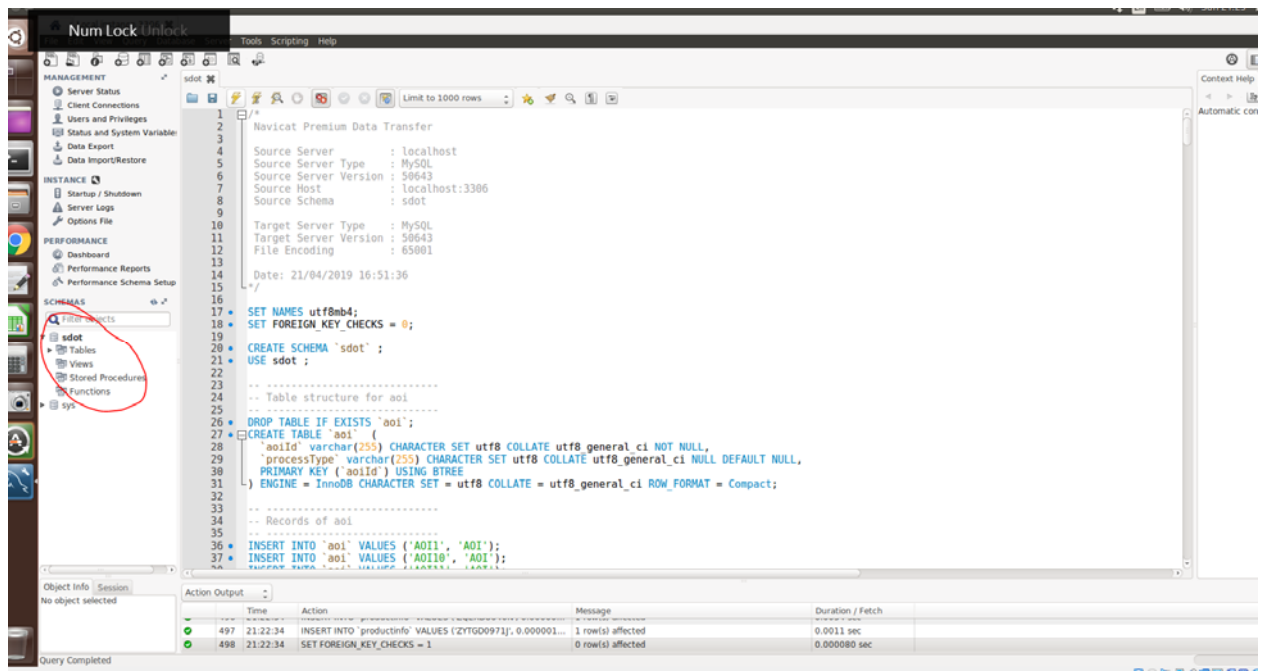 Num Lock Unlock
Tools Scripting Help
MANAGEMENT
Server Status
Client Connections
Users and Privileges
Status and System Variable
Data Export
Data Import/Restore
INSTANCE
Startup / Shutdown
Server Logs
Options File
PERFORMANCE
Dashboard
Performance Reports
Performance Schema Setup
SCHEMAS
Filter objects
sdot
Tables
Views
Stored Procedures
Functions
sys
Object Info Session
No object selected
Query Completed
sdot
Limit to 1000 rows
1 /*
2 Navicat Premium Data Transfer
3
4 Source Server : localhost
5 Source Server Type : MySQL
6 Source Server Version : 50643
7 Source Host : localhost:3306
8 Source Schema : sdot
9
10 Target Server Type : MySQL
11 Target Server Version : 50643
12 File Encoding : 65001
13
14 Date: 21/04/2019 16:51:36
15 */
16
17 SET NAMES utf8mb4;
18 SET FOREIGN_KEY_CHECKS = 0;
19
20 CREATE SCHEMA `sdot` ;
21 USE sdot ;
22
23 -- ----------------------------
24 -- Table structure for aoi
25 -- ----------------------------
26 DROP TABLE IF EXISTS `aoi`;
27 CREATE TABLE `aoi` (
28 `aoiId` varchar(255) CHARACTER SET utf8 COLLATE utf8_general_ci NOT NULL,
29 `processType` varchar(255) CHARACTER SET utf8 COLLATE utf8_general_ci NULL DEFAULT NULL,
30 PRIMARY KEY (`aoiId`) USING BTREE
31 ) ENGINE = InnoDB CHARACTER SET = utf8 COLLATE = utf8_general_ci ROW_FORMAT = Compact;
32
33 -- ----------------------------
34 -- Records of aoi
35 -- ----------------------------
36 INSERT INTO `aoi` VALUES ('AOI1', 'AOI');
37 INSERT INTO `aoi` VALUES ('AOI10', 'AOI');
Action Output
Time Action Message Duration / Fetch
497 21:22:34 INSERT INTO `productinfo` VALUES ('ZYTGD0971J', 0.000001... 1 row(s) affected 0.0011 sec
498 21:22:34 SET FOREIGN_KEY_CHECKS = 1 0 row(s) affected 0.000080 sec
Context Help
Automatic con